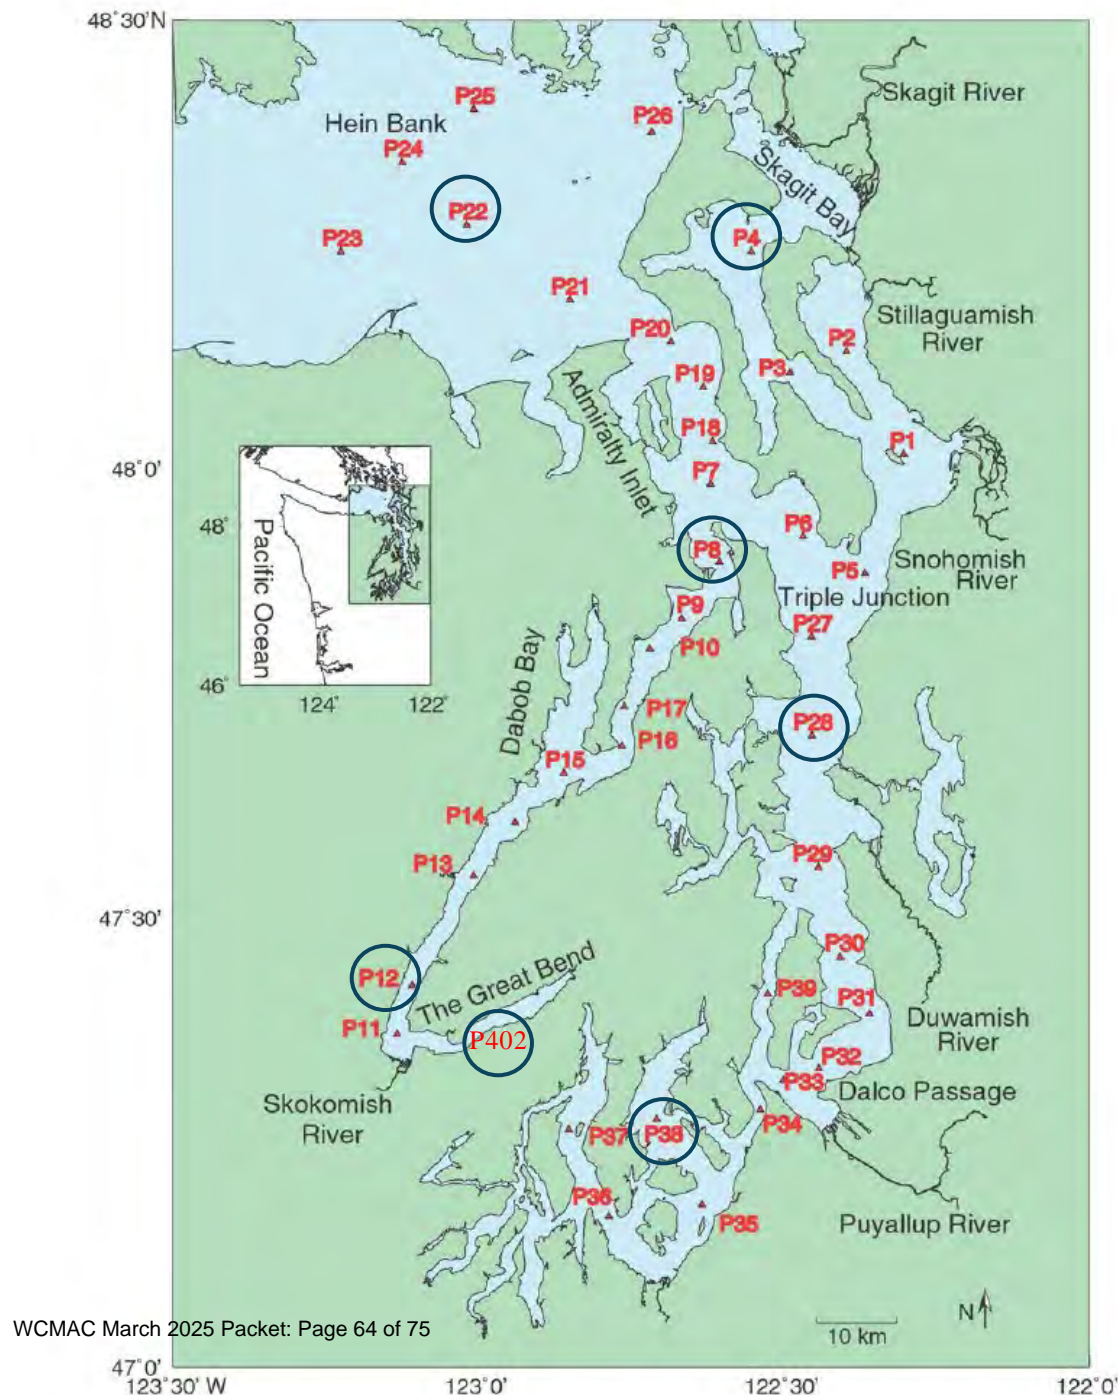 48°30'N
Skagit River
P25
Hein Bank
P26
P24
Skagit Bay
P22
P4
P23
P21
Stillaguamish
River
P20
P2
P19
P3
Admiralty Inlet
P18
P1
48°0'
P7
48°
Pacific Ocean
P6
P8
Snohomish
River
P5
Triple Junction
P9
P27
P10
Dabob Bay
46°
124°
122°
P17
P28
P16
P15
P14
P13
P29
47°30'
The Great Bend
P30
P12
P39
P31
P11
P402
Duwamish
River
P32
P33
Dalco Passage
Skokomish
River
P34
P37
P38
P36
P35
Puyallup River
N
WCMAC March 2025 Packet: Page 64 of 75
10 km
47°0'
123°30' W
123°0'
122°30'
122°0'